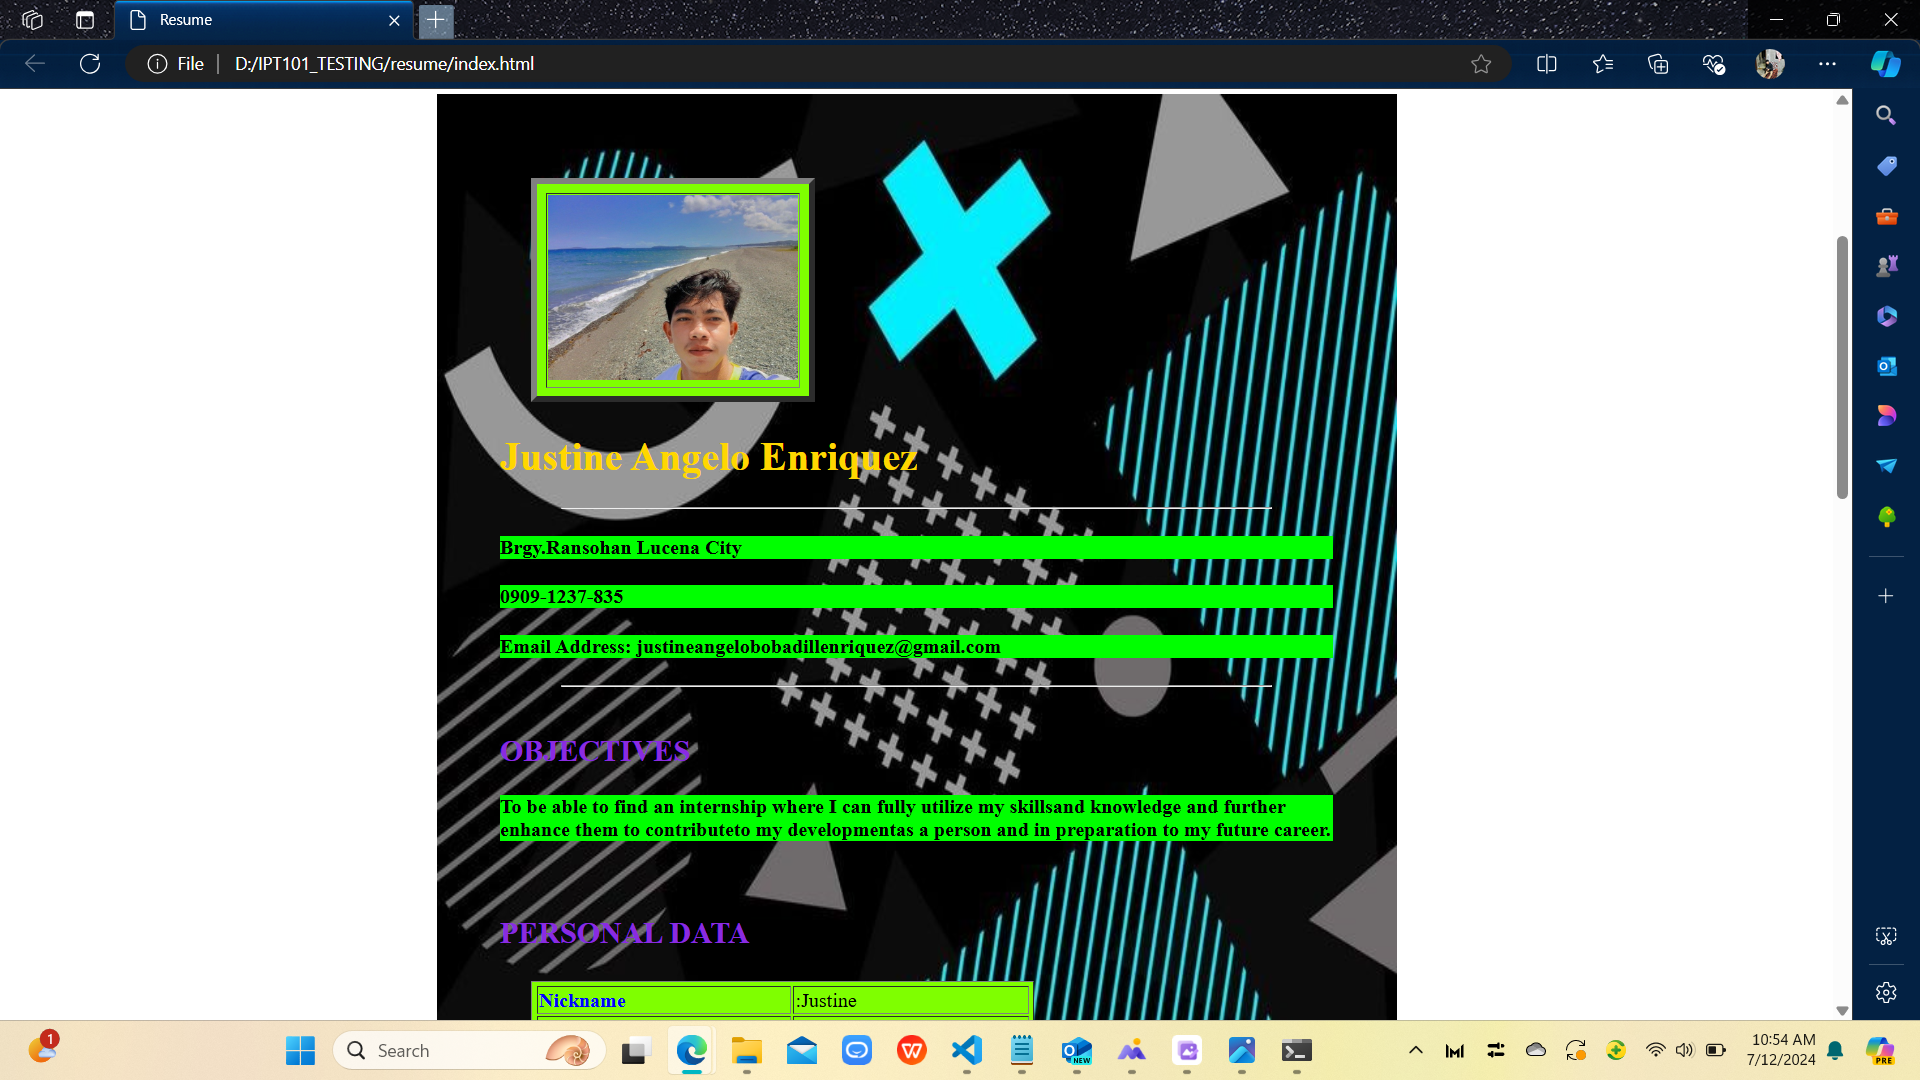 Resume
File
D:/IPT101_TESTING/resume/index.html
Justine Angelo Enriquez
Brgy.Ransohan Lucena City
0909-1237-835
Email Address: justineangelobobadillenriquez@gmail.com
OBJECTIVES
To be able to find an internship where I can fully utilize my skillsand knowledge and further
enhance them to contributeto my developmentas a person and in preparation to my future career.
PERSONAL DATA
Nickname :Justine
1
Search
NEW
10:54 AM
7/12/2024
PRE